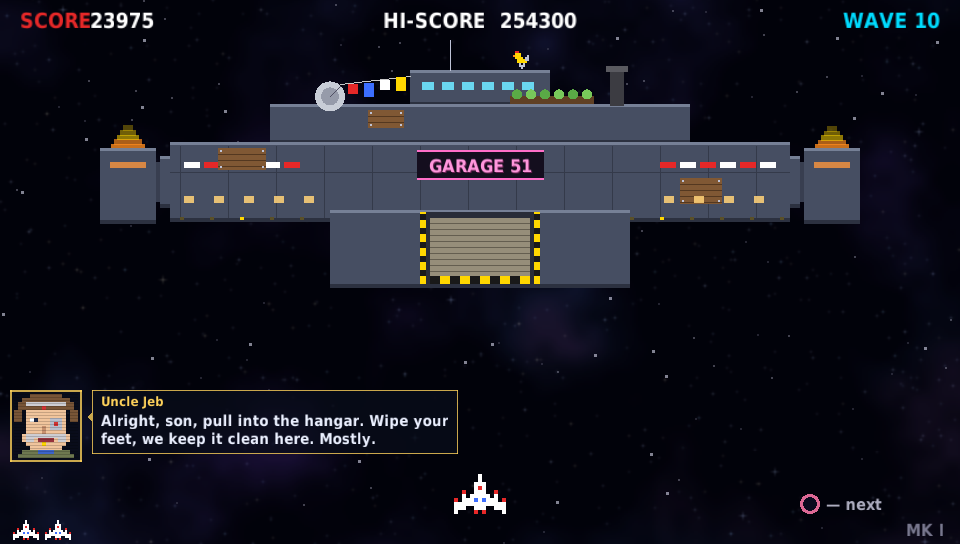 SCORE23975
HI-SCORE 254300
WAVE 10
GARAGE 51
Uncle Jeb
Alright, son, pull into the hangar. Wipe your
feet, we keep it clean here. Mostly.
— next
MK I